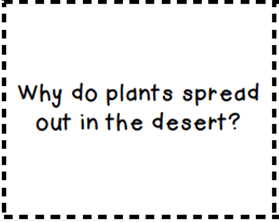 Why do plants spread
out in the desert?